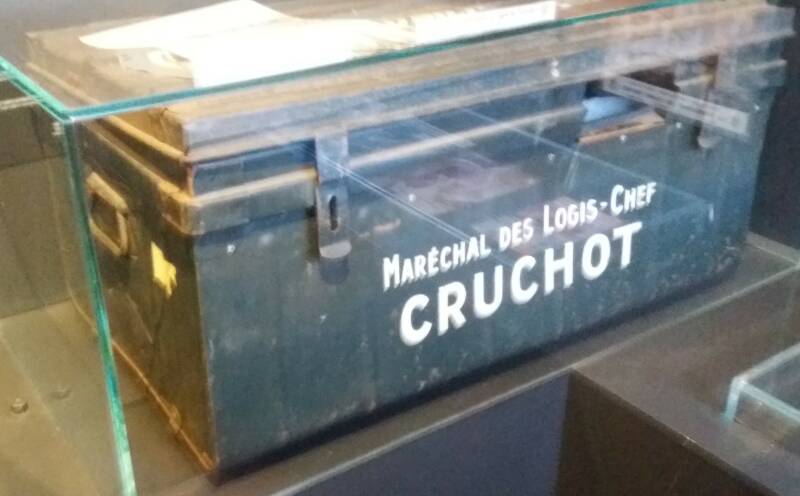 Maréchal des Logis-Chef
CRUCHOT